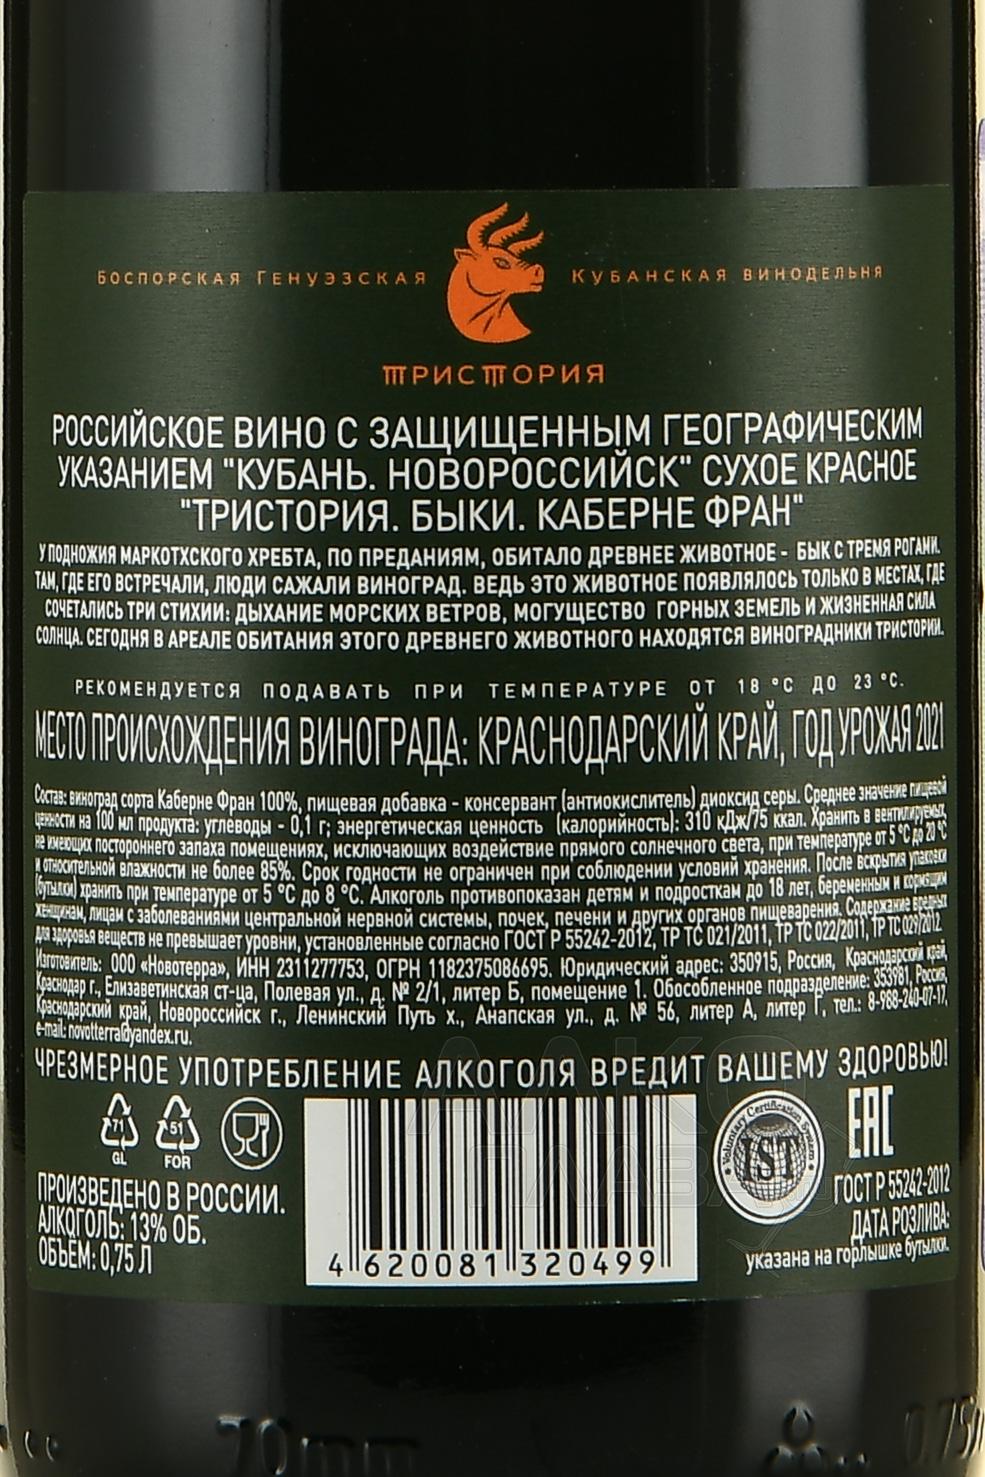 Боспорская Генуэзская Кубанская винодельня
ТРИСТОРИЯ
РОССИЙСКОЕ ВИНО С ЗАЩИЩЕННЫМ ГЕОГРАФИЧЕСКИМ
УКАЗАНИЕМ "КУБАНЬ. НОВОРОССИЙСК" СУХОЕ КРАСНОЕ
"ТРИСТОРИЯ. БЫКИ. КАБЕРНЕ ФРАН"
У ПОДНОЖИЯ МАРКОТХСКОГО ХРЕБТА, ПО ПРЕДАНИЯМ, ОБИТАЛО ДРЕВНЕЕ ЖИВОТНОЕ - БЫК С ТРЕМЯ РОГАМИ.
ТАМ, ГДЕ ЕГО ВСТРЕЧАЛИ, ЛЮДИ САЖАЛИ ВИНОГРАД. ВЕДЬ ЭТО ЖИВОТНОЕ ПОЯВЛЯЛОСЬ ТОЛЬКО В МЕСТАХ, ГДЕ
СОЧЕТАЛИСЬ ТРИ СТИХИИ: ДЫХАНИЕ МОРСКИХ ВЕТРОВ, МОГУЩЕСТВО ГОРНЫХ ЗЕМЕЛЬ И ЖИЗНЕННАЯ СИЛА
СОЛНЦА. СЕГОДНЯ В АРЕАЛЕ ОБИТАНИЯ ЭТОГО ДРЕВНЕГО ЖИВОТНОГО НАХОДЯТСЯ ВИНОГРАДНИКИ ТРИСТОРИИ.
РЕКОМЕНДУЕТСЯ ПОДАВАТЬ ПРИ ТЕМПЕРАТУРЕ ОТ 18 °С ДО 23 °С.
МЕСТО ПРОИСХОЖДЕНИЯ ВИНОГРАДА: КРАСНОДАРСКИЙ КРАЙ, ГОД УРОЖАЯ 2021
Состав: виноград сорта Каберне Фран 100%, пищевая добавка - консервант (антиокислитель) диоксид серы. Среднее значение пищевой
ценности на 100 мл продукта: углеводы - 0,1 г; энергетическая ценность (калорийность): 310 кДж/75 ккал. Хранить в вентилируемых,
не имеющих постороннего запаха помещениях, исключающих воздействие прямого солнечного света, при температуре от 5 °С до 20 °С
и относительной влажности не более 85%. Срок годности не ограничен при соблюдении условий хранения. После вскрытия упаковки
(бутылки) хранить при температуре от 5 °С до 8 °С. Алкоголь противопоказан детям и подросткам до 18 лет, беременным и кормящим
женщинам, лицам с заболеваниями центральной нервной системы, почек, печени и других органов пищеварения. Содержание вредных
для здоровья веществ не превышает уровни, установленные согласно ГОСТ Р 55242-2012, ТР ТС 021/2011, ТР ТС 022/2011, ТР ТС 029/2012.
Изготовитель: ООО «Новотерра», ИНН 2311277753, ОГРН 1182375086695. Юридический адрес: 350915, Россия, Краснодарский край,
Краснодар г., Елизаветинская ст-ца, Полевая ул., д. № 2/1, литер Б, помещение 1. Обособленное подразделение: 353981, Россия,
Краснодарский край, Новороссийск г., Ленинский Путь х., Анапская ул., д. № 56, литер А, литер Г, тел.: 8-988-240-07-17,
e-mail: novotterra@yandex.ru.
ЧРЕЗМЕРНОЕ УПОТРЕБЛЕНИЕ АЛКОГОЛЯ ВРЕДИТ ВАШЕМУ ЗДОРОВЬЮ!
71
GL
51
FOR
Voluntary Certification System
IST
EAC
ПРОИЗВЕДЕНО В РОССИИ.
АЛКОГОЛЬ: 13% ОБ.
ОБЪЕМ: 0,75 Л
4 620081 320499
ГОСТ Р 55242-2012
ДАТА РОЗЛИВА:
указана на горлышке бутылки.
70mm
0.75л